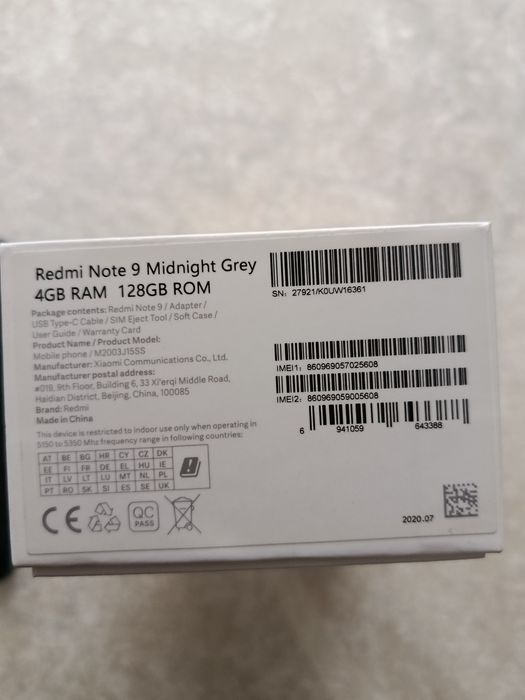 Redmi Note 9 Midnight Grey
4GB RAM 128GB ROM
Package contents: Redmi Note 9 / Adapter /
USB Type-C Cable / SIM Eject Tool / Soft Case /
User Guide / Warranty Card
Product Name / Product Model:
Mobile phone / M2003J15SS
Manufacturer: Xiaomi Communications Co., Ltd.
Manufacturer postal address:
#019, 9th Floor, Building 6, 33 Xi'erqi Middle Road,
Haidian District, Beijing, China, 100085
Brand: Redmi
Made in China
This device is restricted to indoor use only when operating in
5150 to 5350 Mhz frequency range in following countries:
AT BE BG HR CY CZ DK
EE FI FR DE EL HU IE
IT LV LT LU MT NL PL
PT RO SK SI ES SE UK
CE
QC
PASS
SN: 27921/K0UW16361
IMEI1: 860969057025608
IMEI2: 860969059005608
6 941059 643388
2020.07